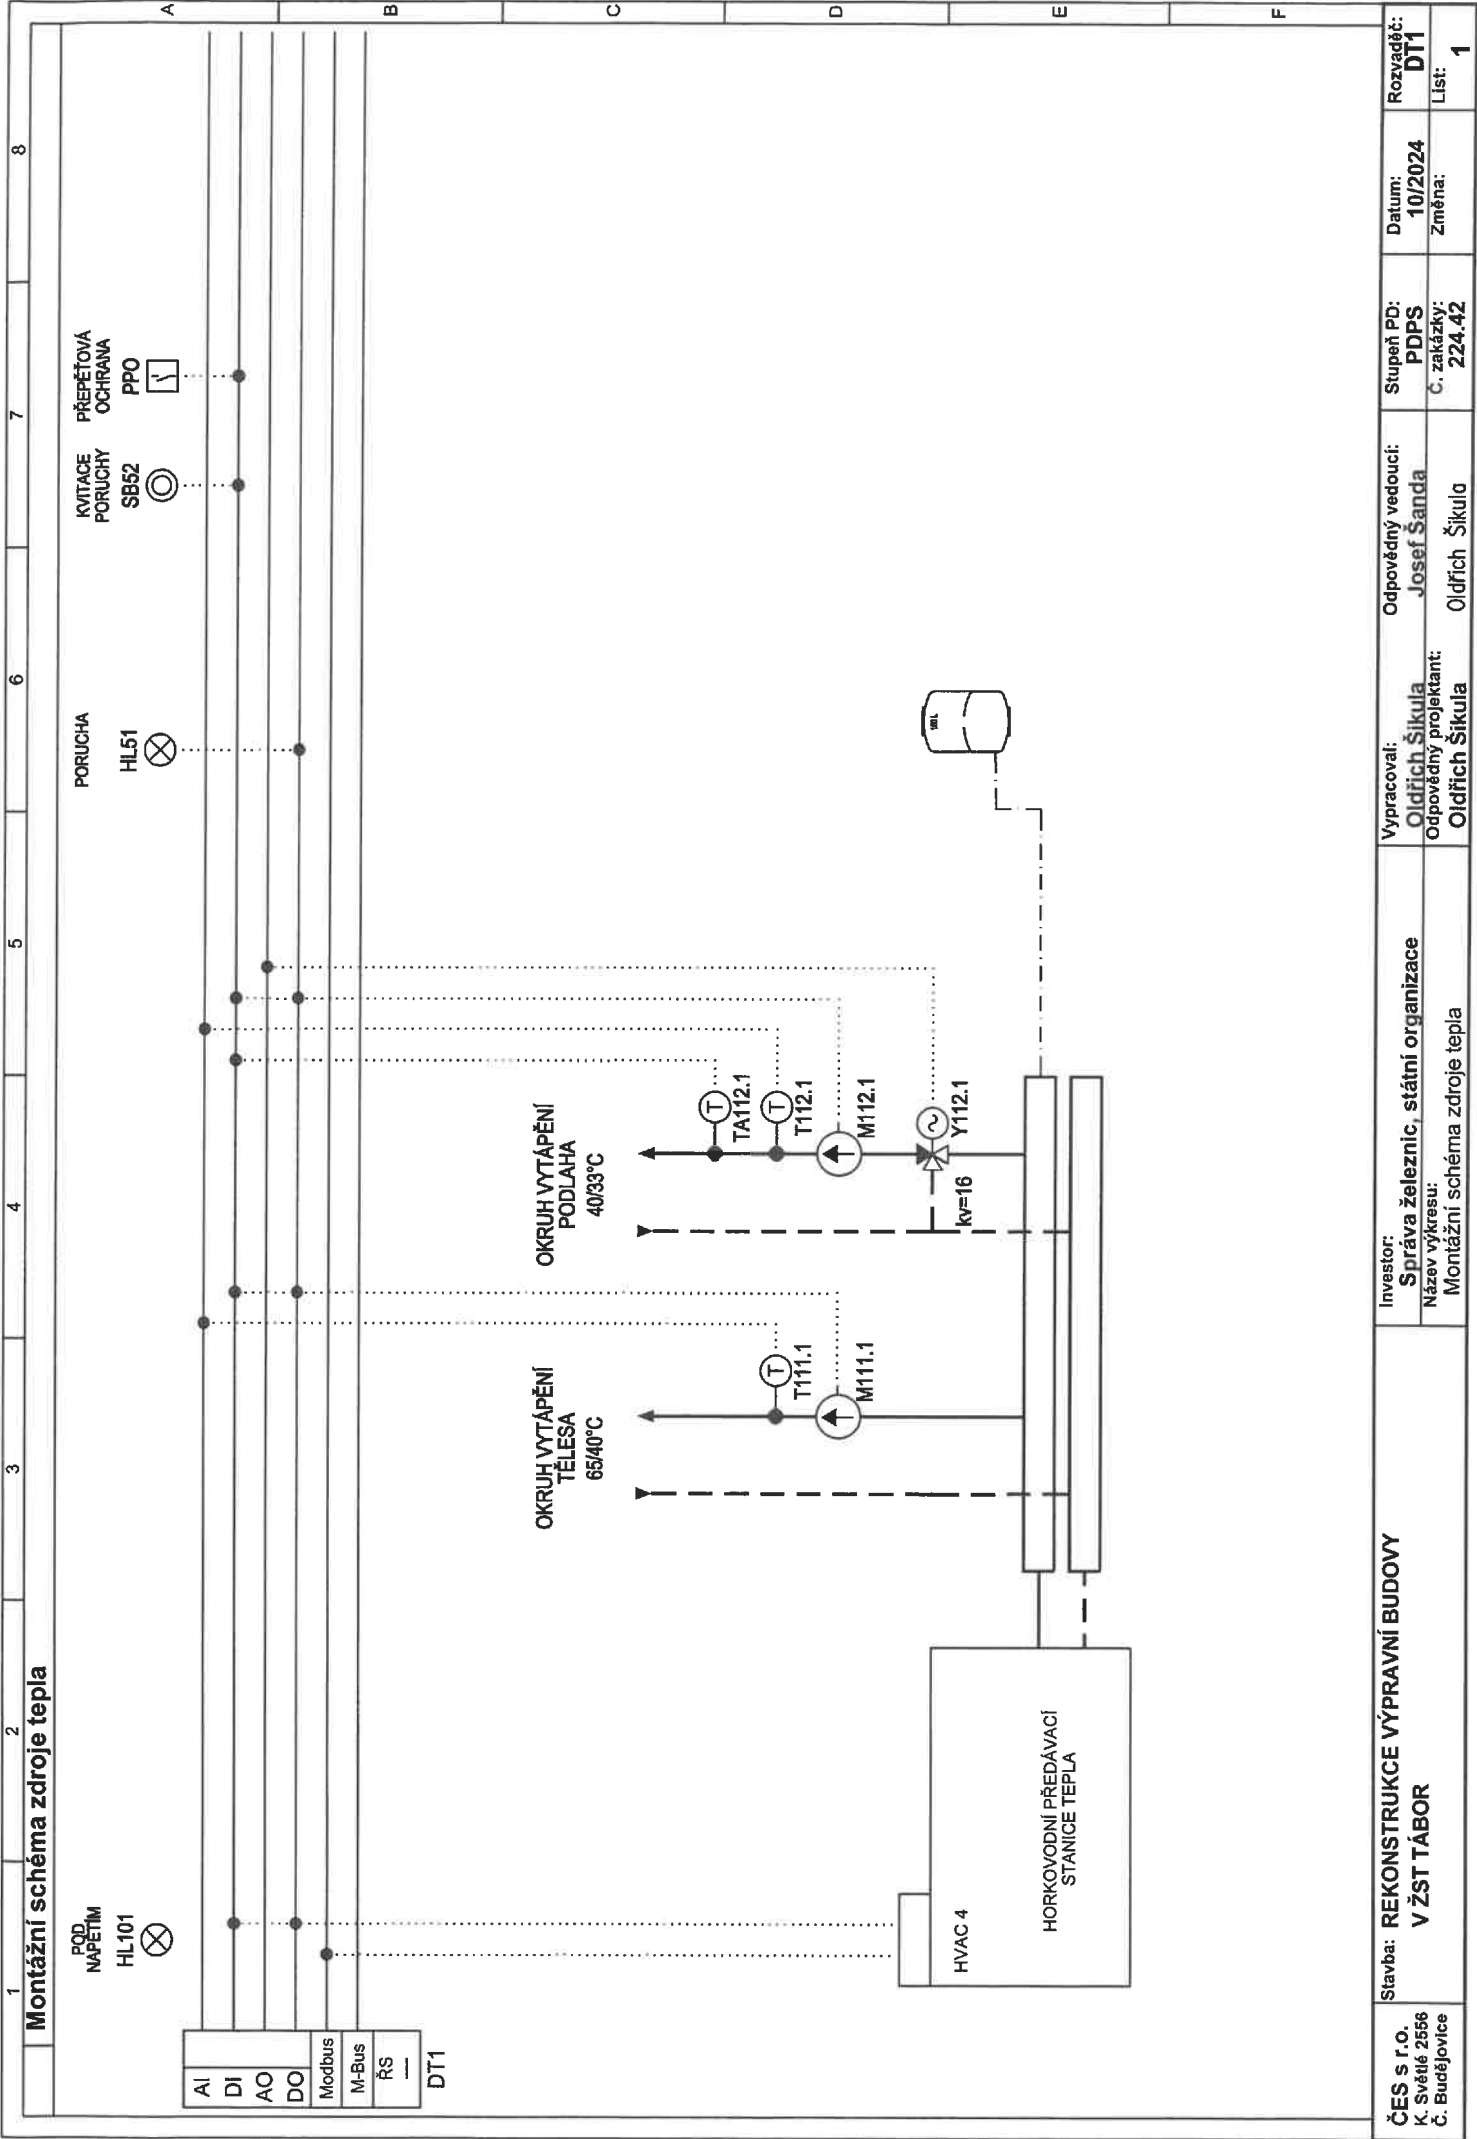 1
2
3
4
5
6
7
8
Montážní schéma zdroje tepla
A
B
C
D
E
F
POD
NAPĚTÍM
HL101
PORUCHA
HL51
KVITACE
PORUCHY
SB52
PŘEPĚŤOVÁ
OCHRANA
PPO
AI
DI
AO
DO
Modbus
M-Bus
ŘS
DT1
OKRUH VYTÁPĚNÍ
TĚLESA
65/40°C
T
T111.1
M111.1
OKRUH VYTÁPĚNÍ
PODLAHA
40/33°C
T
TA112.1
T
T112.1
M112.1
Y112.1
kv=16
HVAC 4
HORKOVODNÍ PŘEDÁVACÍ
STANICE TEPLA
ČES s r.o.
K. Světlé 2556
Č. Budějovice
Stavba: REKONSTRUKCE VÝPRAVNÍ BUDOVY
V ŽST TÁBOR
Investor:
Správa železnic, státní organizace
Název výkresu:
Montážní schéma zdroje tepla
Vypracoval:
Oldřich Šikula
Odpovědný projektant:
Oldřich Šikula
Odpovědný vedoucí:
Josef Šanda
Oldřich Šikula
Stupeň PD:
PDPS
Č. zakázky:
224.42
Datum:
10/2024
Změna:
Rozvaděč:
DT1
List:
1